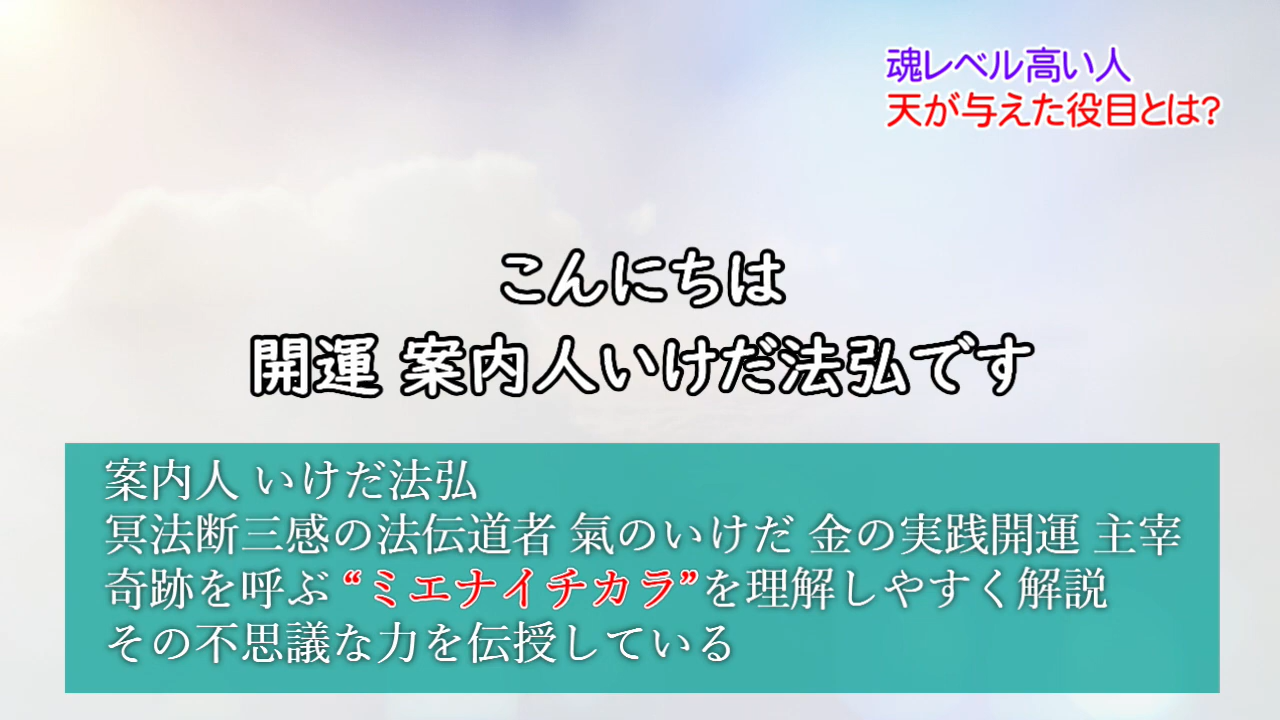 魂レベル高い人
天が与えた役目とは?
こんにちは
開運 案内人いけだ法弘です
案内人 いけだ法弘
冥法断三感の法伝道者 氣のいけだ 金の実践開運 主宰
奇跡を呼ぶ “ミエナイチカラ”を理解しやすく解説
その不思議な力を伝授している